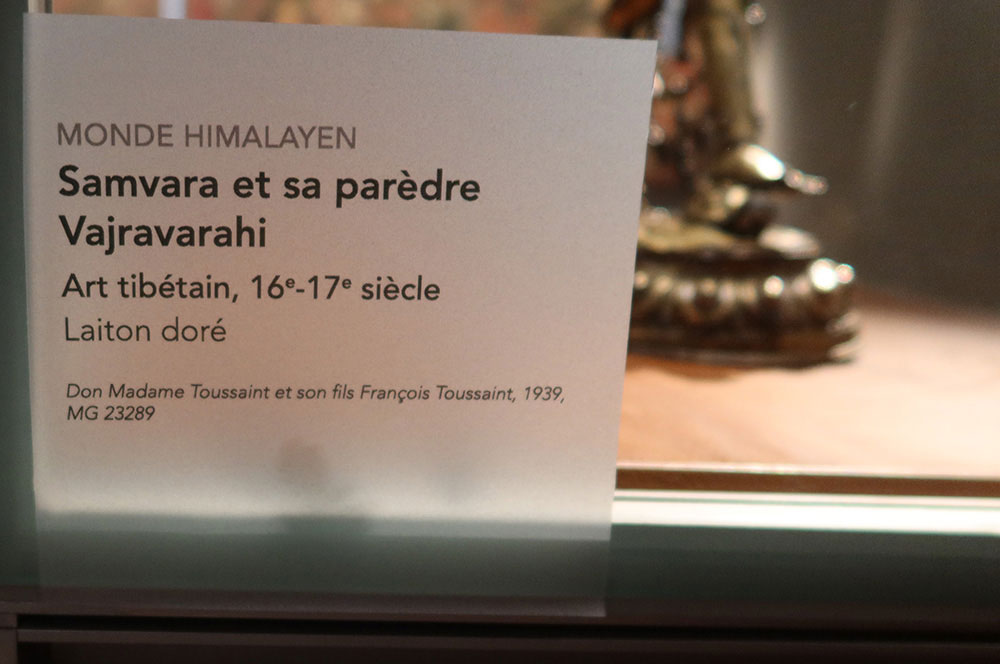 MONDE HIMALAYEN
Samvara et sa parèdre
Vajravarahi
Art tibétain, 16ᵉ-17ᵉ siècle
Laiton doré
Don Madame Toussaint et son fils François Toussaint, 1939,
MG 23289